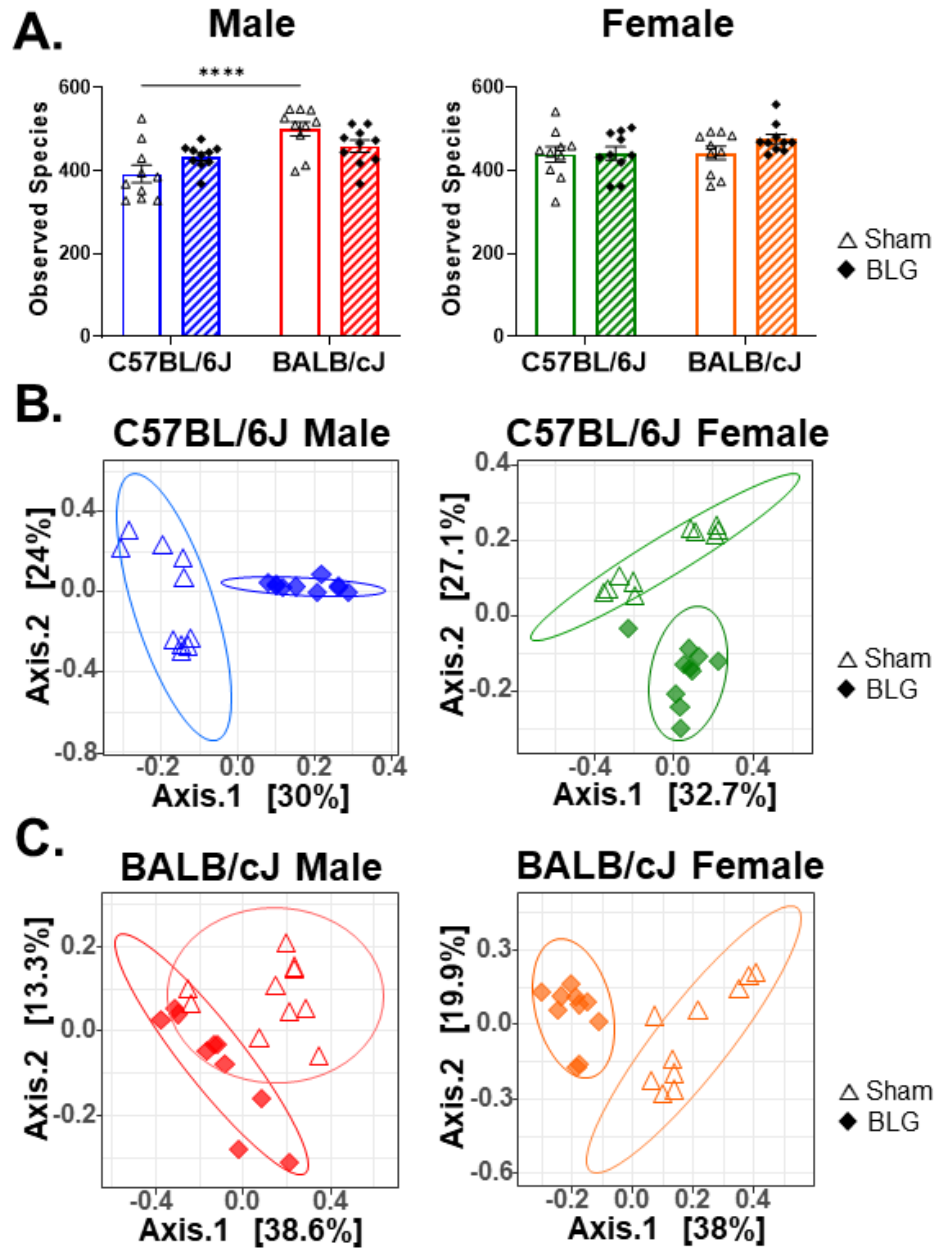 A.
Male
Female
****
600
400
200
0
Observed Species
C57BL/6J
BALB/cJ
600
400
200
0
Observed Species
C57BL/6J
BALB/cJ
Sham
BLG
B.
C57BL/6J Male
C57BL/6J Female
0.4
0.0
-0.4
-0.8
Axis.2 [24%]
-0.2
0.0
0.2
0.4
Axis.1 [30%]
0.4
0.2
0.0
-0.2
Axis.2 [27.1%]
-0.4
0.0
0.4
Axis.1 [32.7%]
Sham
BLG
C.
BALB/cJ Male
BALB/cJ Female
0.2
0.0
-0.2
Axis.2 [13.3%]
-0.4
0.0
0.4
Axis.1 [38.6%]
0.3
0.0
-0.3
-0.6
Axis.2 [19.9%]
-0.2
0.0
0.2
0.4
Axis.1 [38%]
Sham
BLG